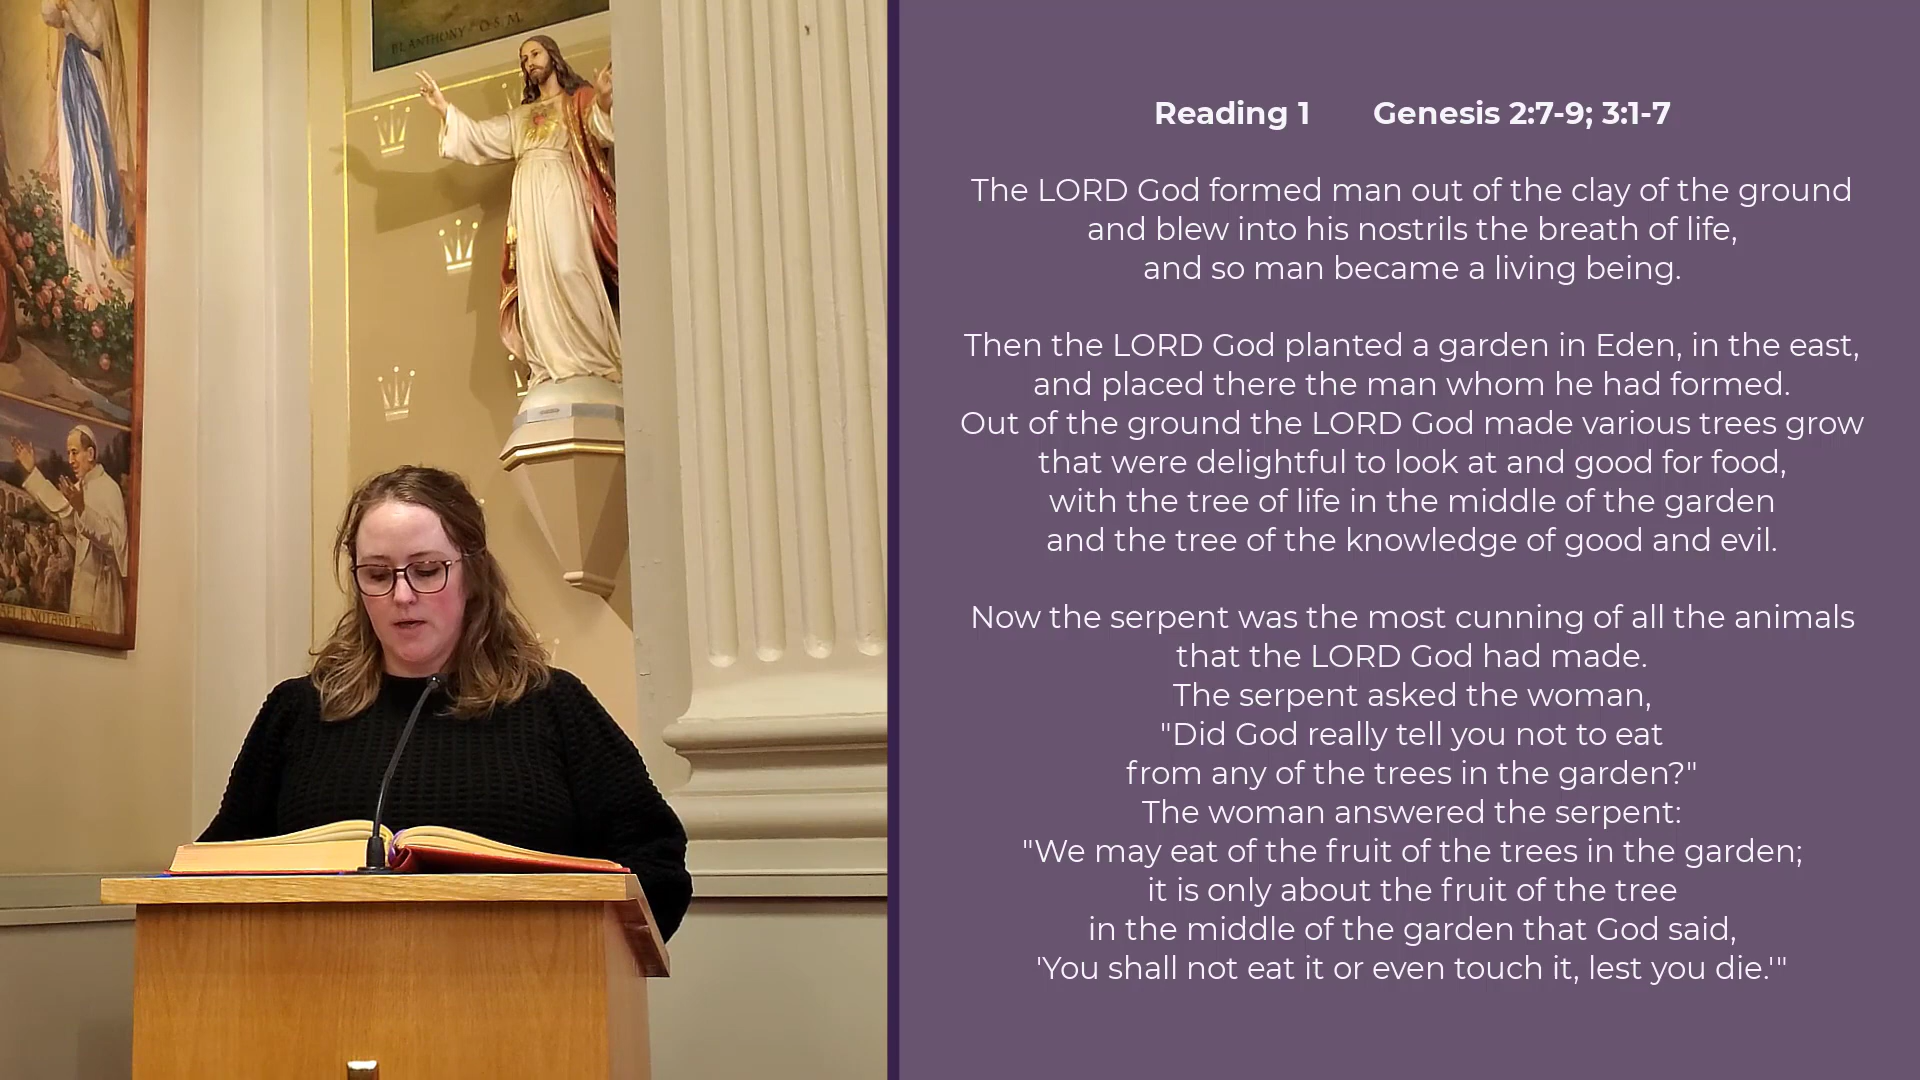 BL ANTHONY O.S.M.
Reading 1 Genesis 2:7-9; 3:1-7
The LORD God formed man out of the clay of the ground
and blew into his nostrils the breath of life,
and so man became a living being.
Then the LORD God planted a garden in Eden, in the east,
and placed there the man whom he had formed.
Out of the ground the LORD God made various trees grow
that were delightful to look at and good for food,
with the tree of life in the middle of the garden
and the tree of the knowledge of good and evil.
Now the serpent was the most cunning of all the animals
that the LORD God had made.
The serpent asked the woman,
"Did God really tell you not to eat
from any of the trees in the garden?"
The woman answered the serpent:
"We may eat of the fruit of the trees in the garden;
it is only about the fruit of the tree
in the middle of the garden that God said,
'You shall not eat it or even touch it, lest you die.'"